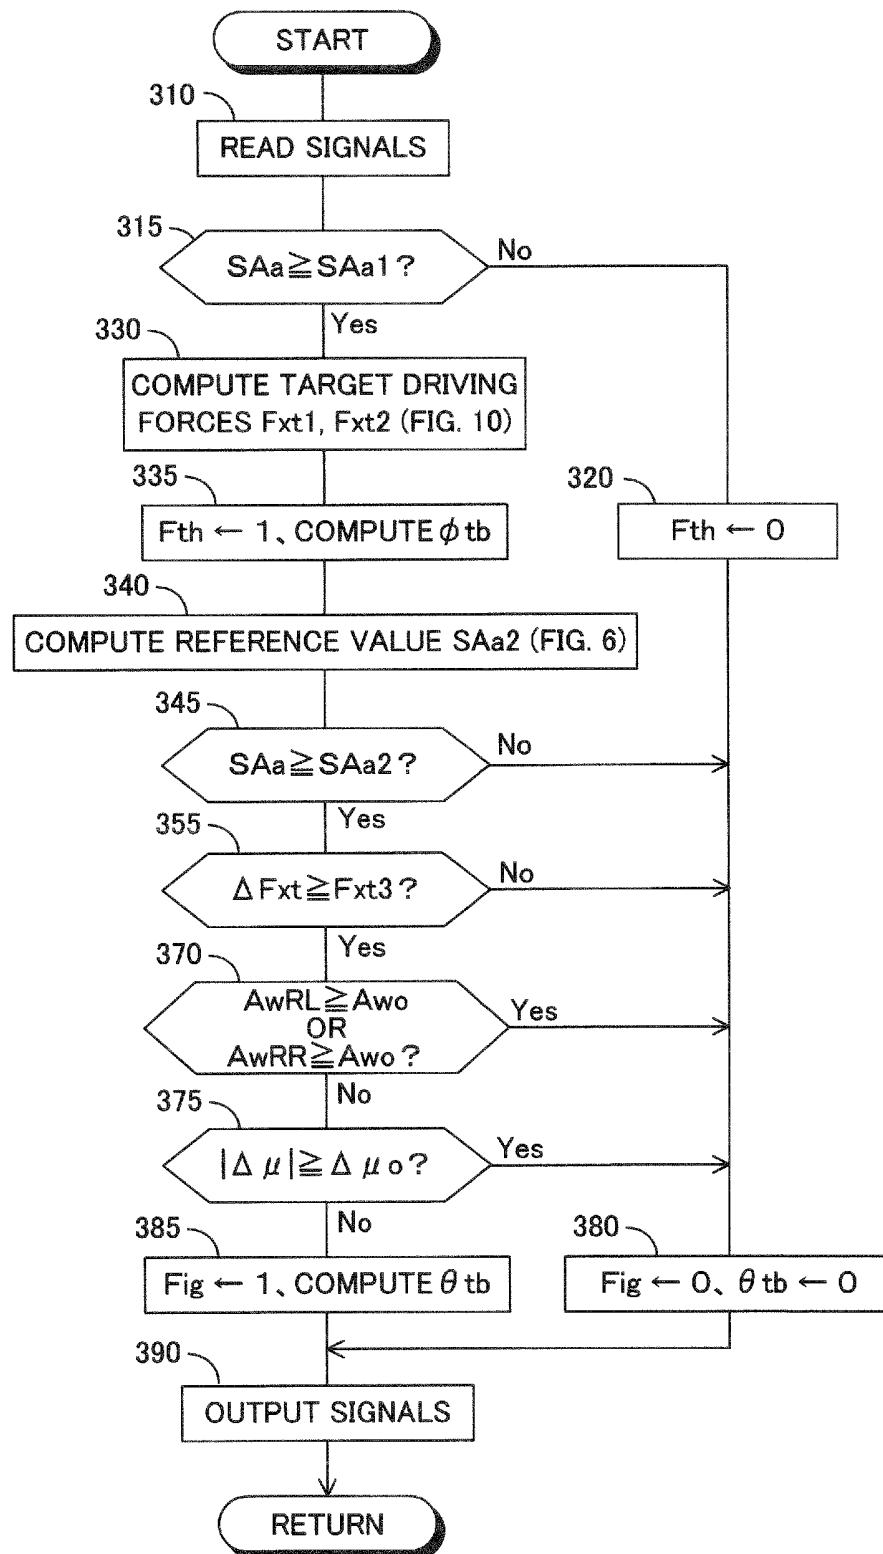 START
310
READ SIGNALS
315
SAa≧SAa1?
No
Yes
330
COMPUTE TARGET DRIVING
FORCES Fxt1, Fxt2 (FIG. 10)
335
Fth ← 1、COMPUTE ϕtb
320
Fth ← 0
340
COMPUTE REFERENCE VALUE SAa2 (FIG. 6)
345
SAa≧SAa2?
No
Yes
355
ΔFxt≧Fxt3?
No
Yes
370
AwRL≧Awo
OR
AwRR≧Awo?
Yes
No
375
|Δμ|≧Δμo?
Yes
No
385
Fig ← 1、COMPUTE θtb
380
Fig ← 0、θtb ← 0
390
OUTPUT SIGNALS
RETURN